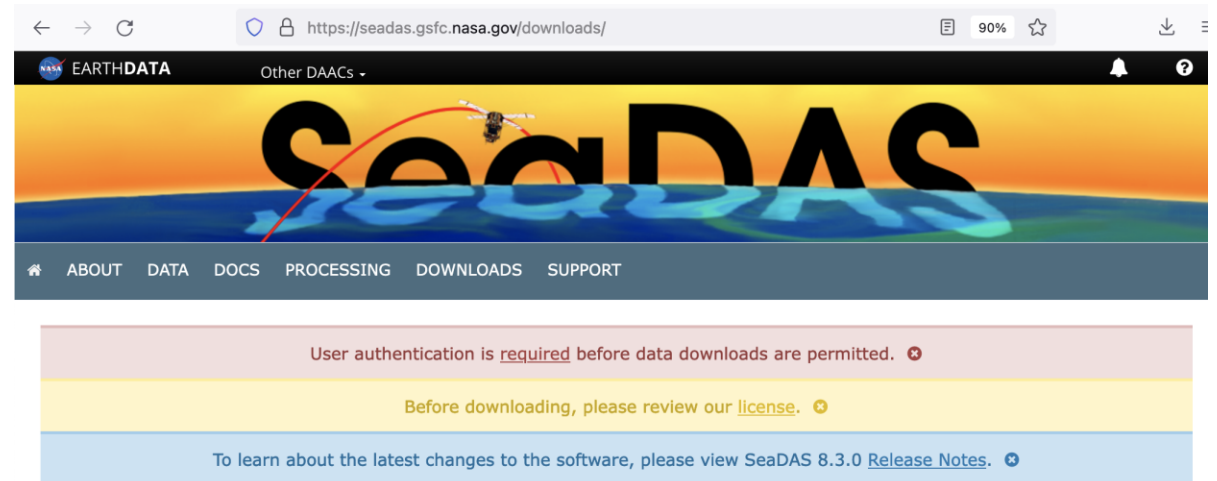 https://seadas.gsfc.nasa.gov/downloads/ 90%
NASA EARTHDATA Other DAACs
SeaDAS
ABOUT DATA DOCS PROCESSING DOWNLOADS SUPPORT
User authentication is required before data downloads are permitted.
Before downloading, please review our license.
To learn about the latest changes to the software, please view SeaDAS 8.3.0 Release Notes.